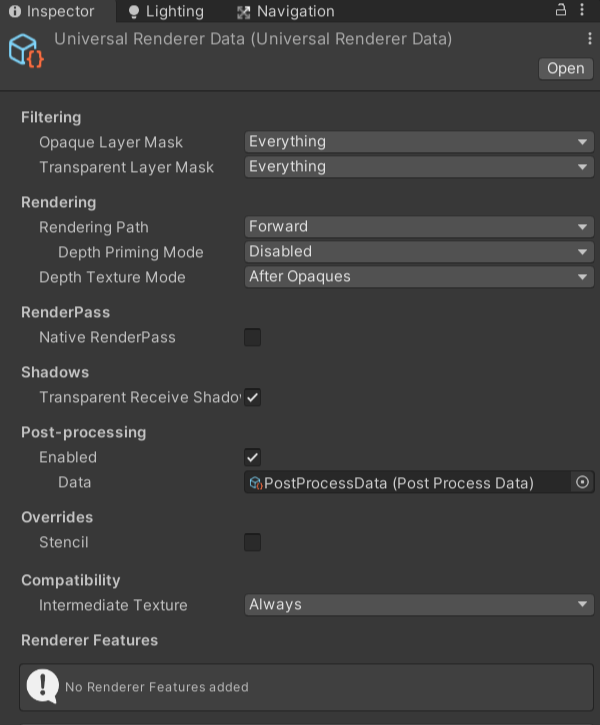 Inspector Lighting Navigation
Universal Renderer Data (Universal Renderer Data)
Open
Filtering
Opaque Layer Mask Everything
Transparent Layer Mask Everything
Rendering
Rendering Path Forward
Depth Priming Mode Disabled
Depth Texture Mode After Opaques
RenderPass
Native RenderPass
Shadows
Transparent Receive Shado
Post-processing
Enabled
Data PostProcessData (Post Process Data)
Overrides
Stencil
Compatibility
Intermediate Texture Always
Renderer Features
No Renderer Features added